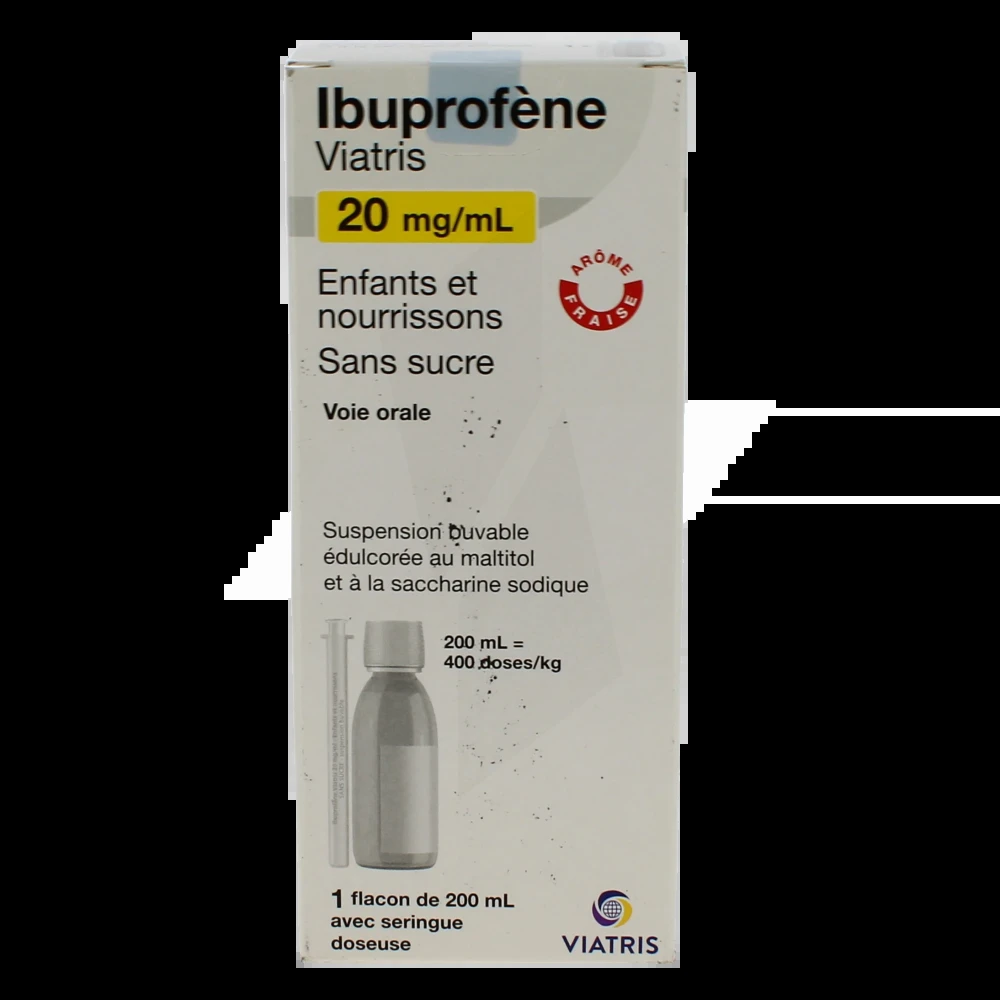 Ibuprofène
Viatris
20 mg/mL
Enfants et
nourrissons
Sans sucre
ARÔME
FRAISE
Voie orale
Suspension buvable
édulcorée au maltitol
et à la saccharine sodique
200 mL =
400 doses/kg
1 flacon de 200 mL
avec seringue
doseuse
VIATRIS